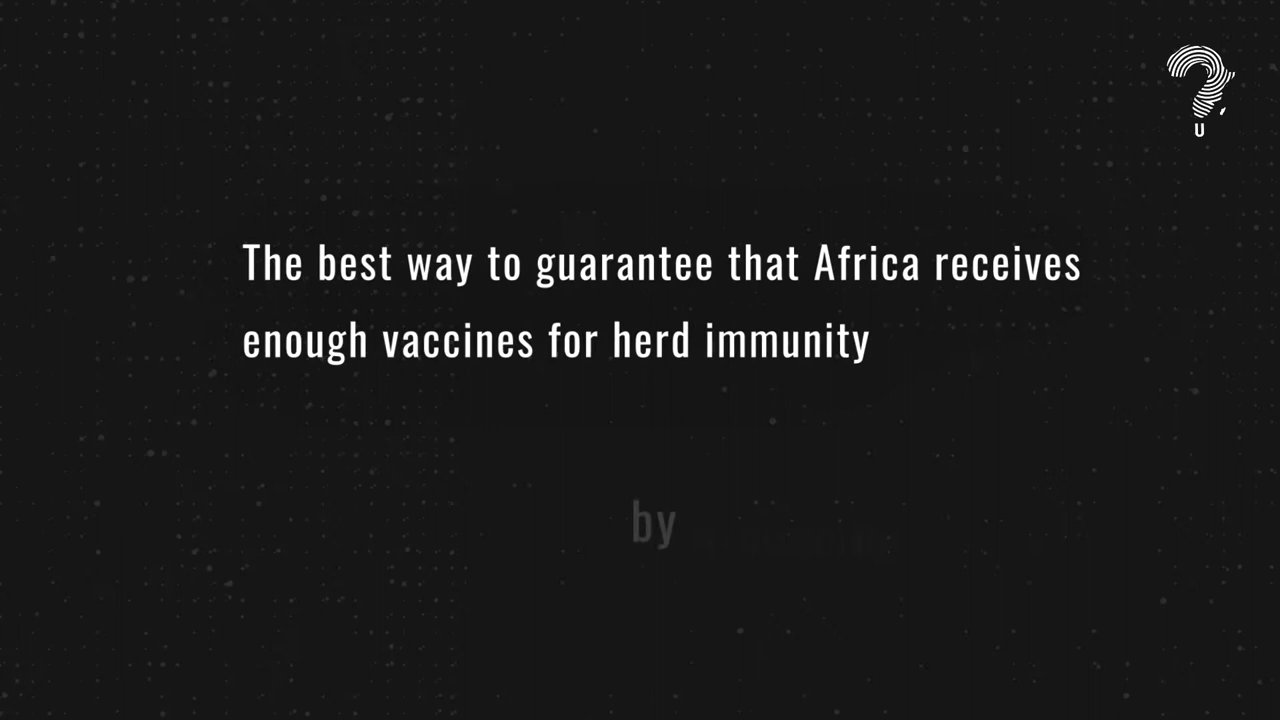 U
The best way to guarantee that Africa receives
enough vaccines for herd immunity
by